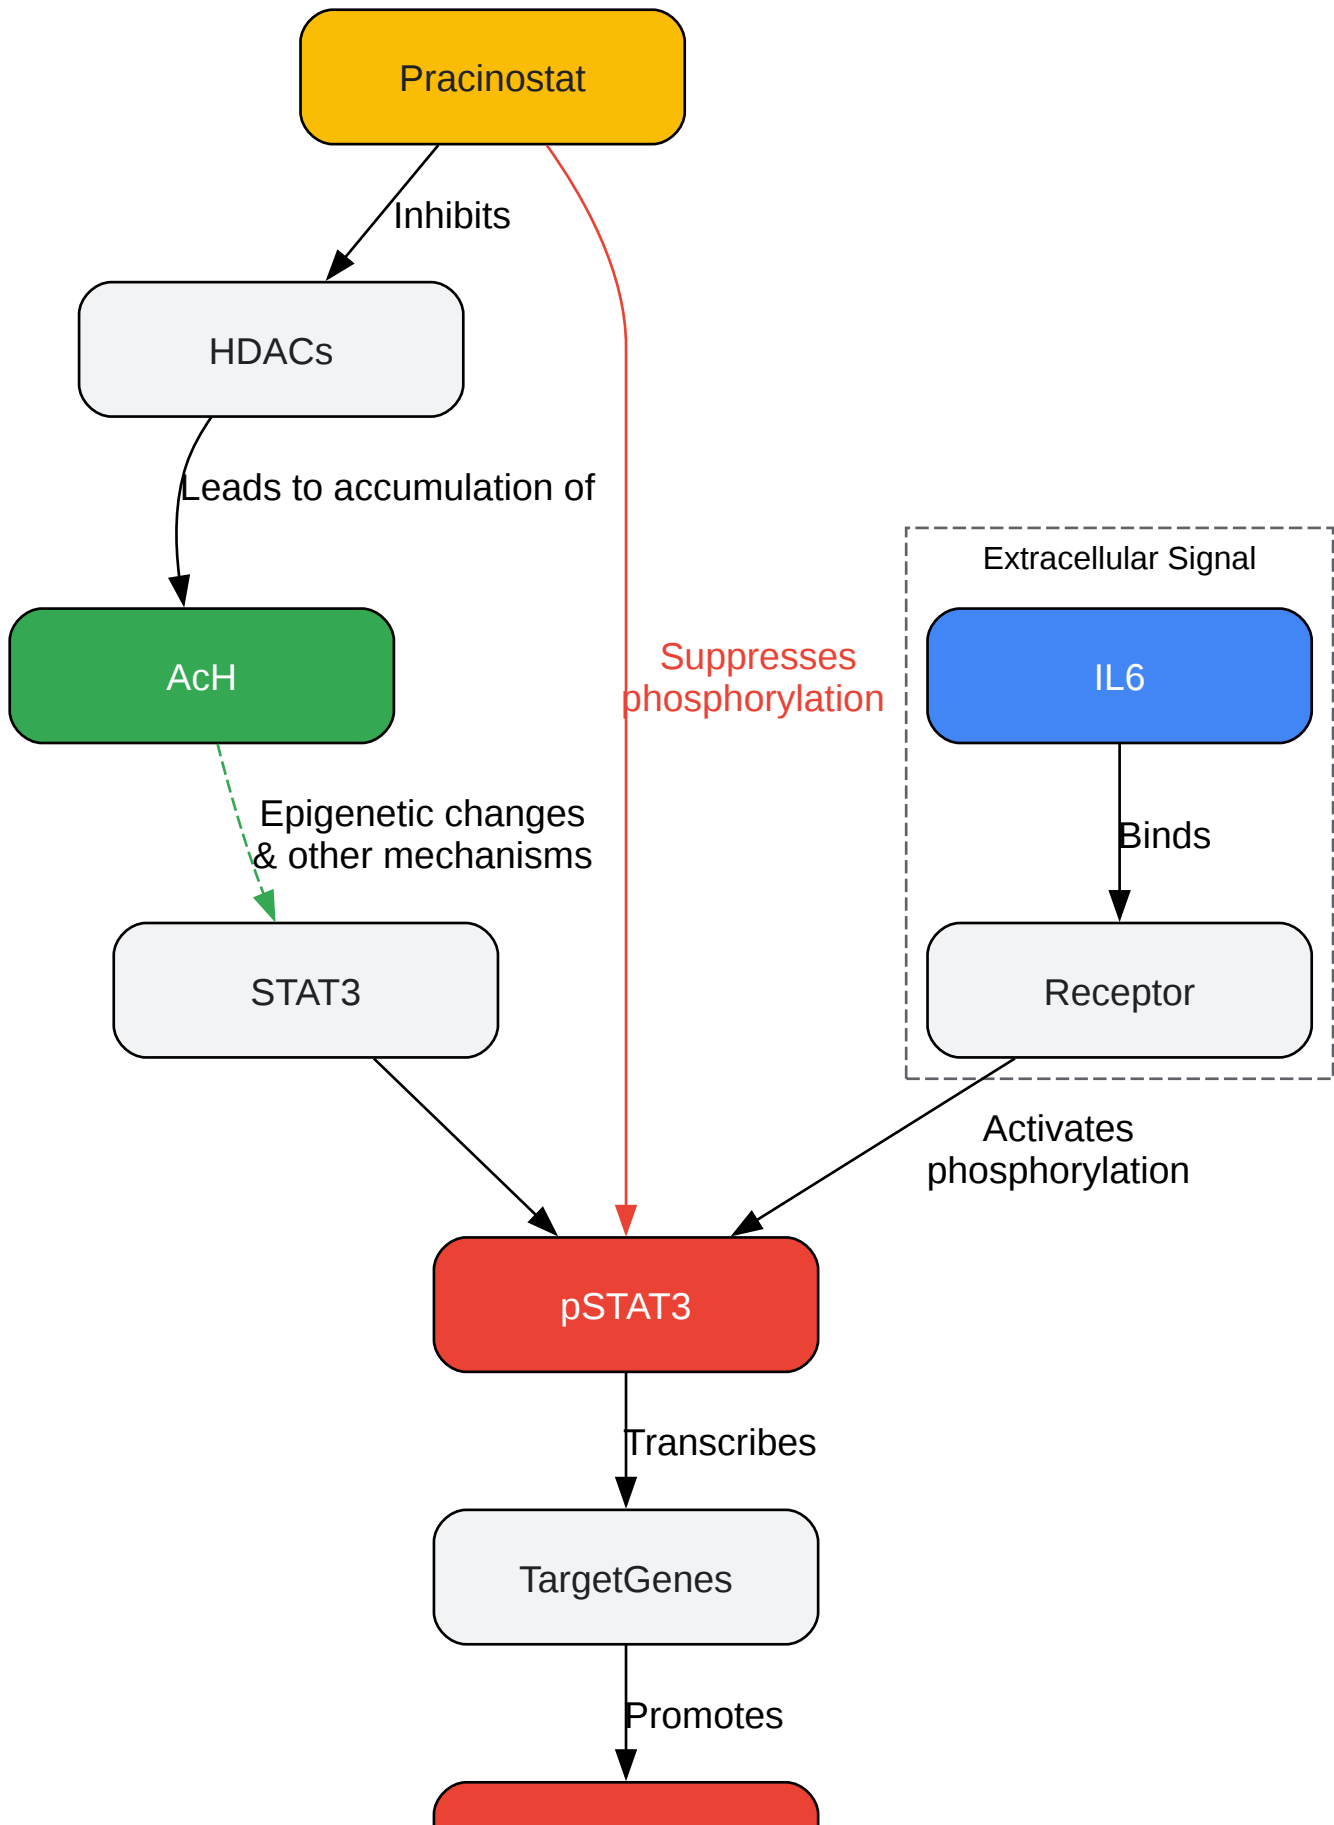 Pracinostat
Inhibits
HDACs
Leads to accumulation of
Extracellular Signal
AcH
Suppresses
phosphorylation
IL6
Epigenetic changes
& other mechanisms
Binds
STAT3
Receptor
Activates
phosphorylation
pSTAT3
Transcribes
TargetGenes
Promotes